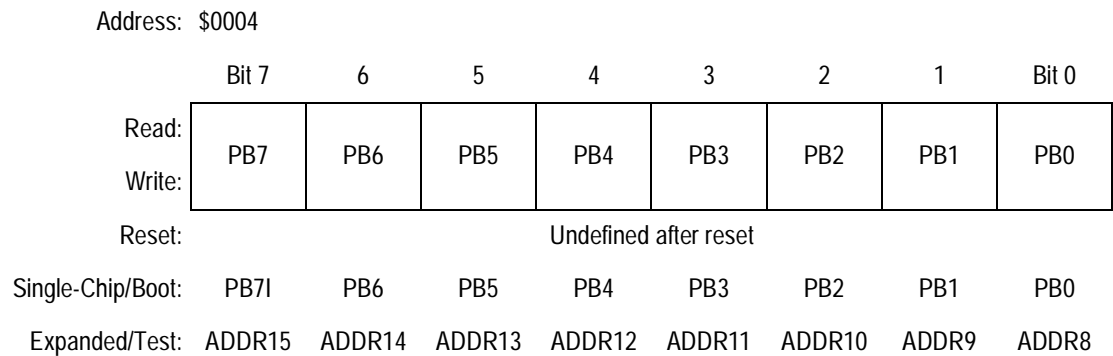 Address: $0004
Bit 7 6 5 4 3 2 1 Bit 0
Read:
PB7 PB6 PB5 PB4 PB3 PB2 PB1 PB0
Write:
Reset: Undefined after reset
Single-Chip/Boot: PB7I PB6 PB5 PB4 PB3 PB2 PB1 PB0
Expanded/Test: ADDR15 ADDR14 ADDR13 ADDR12 ADDR11 ADDR10 ADDR9 ADDR8